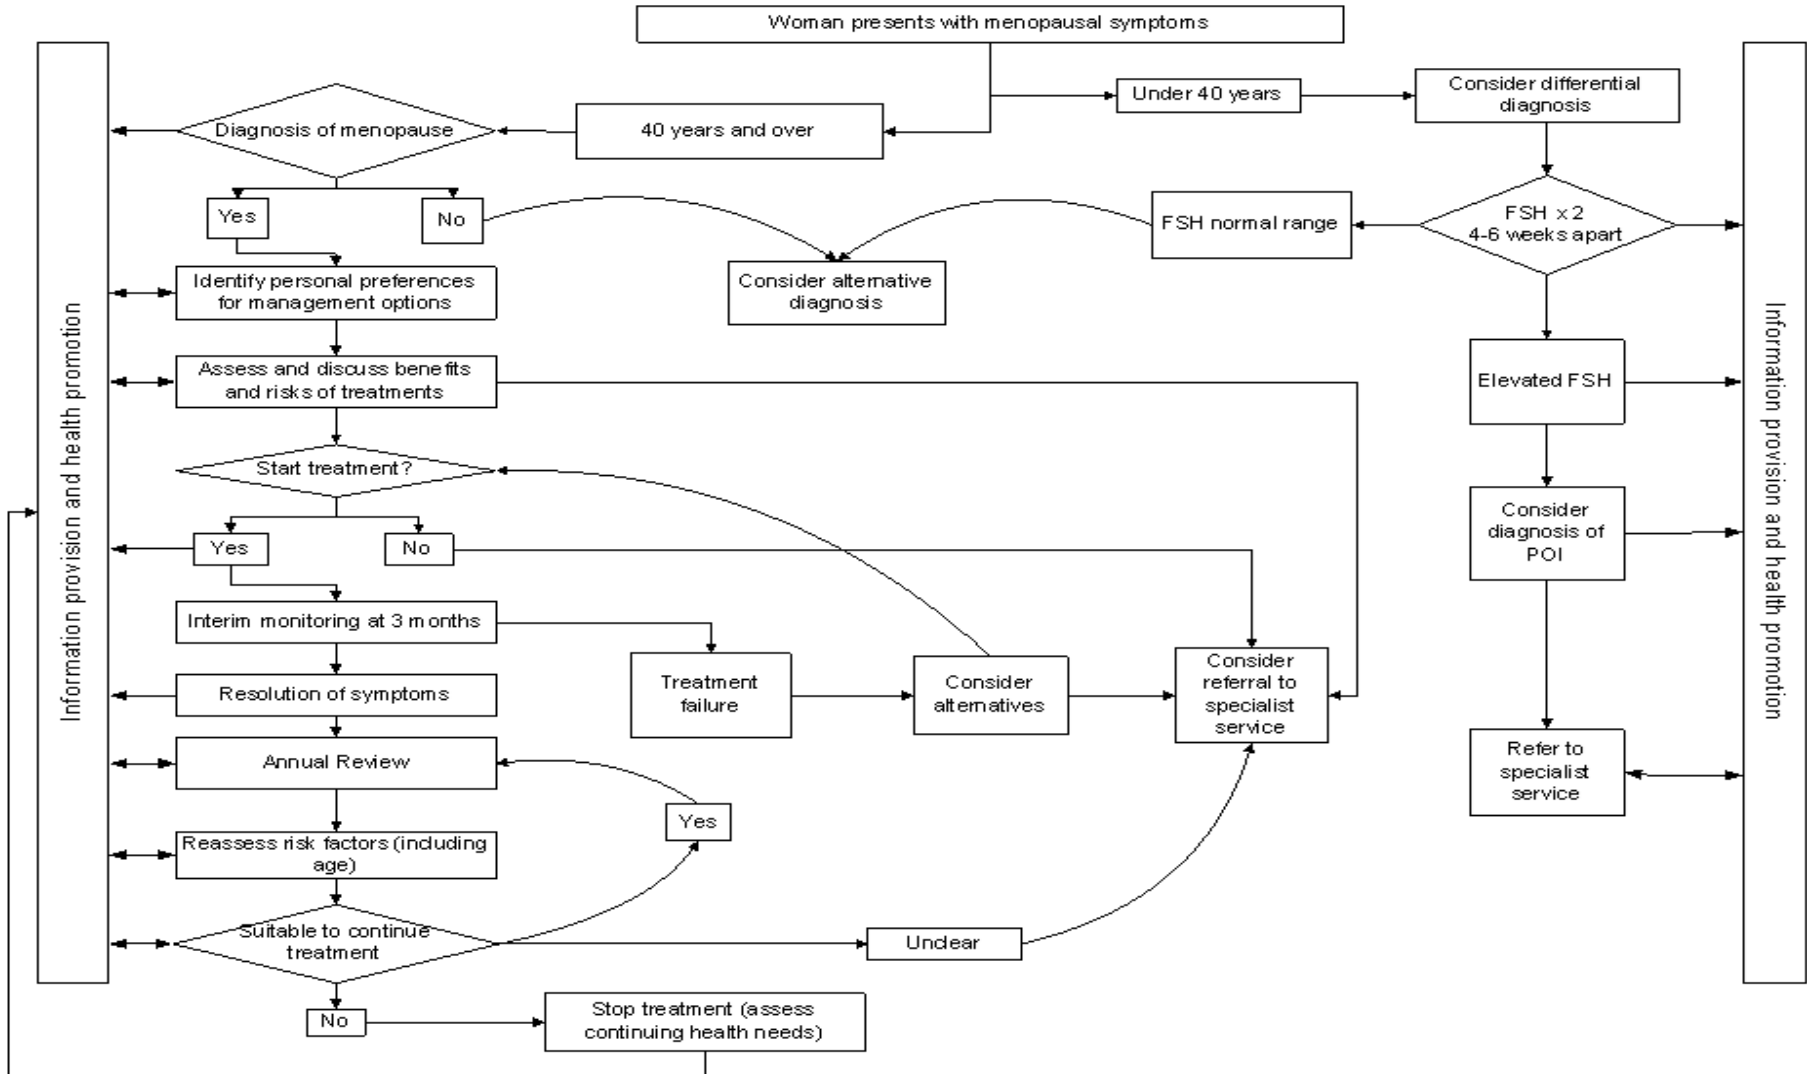 Woman presents with menopausal symptoms
Under 40 years
Consider differential
diagnosis
Diagnosis of menopause
40 years and over
Yes
No
FSH normal range
FSH x 2
4-6 weeks apart
Identify personal preferences
for management options
Consider alternative
diagnosis
Information provision and health promotion
Information provision and health promotion
Assess and discuss benefits
and risks of treatments
Elevated FSH
Start treatment?
Consider
diagnosis of
POI
Yes
No
Interim monitoring at 3 months
Treatment
failure
Consider
alternatives
Consider
referral to
specialist
service
Resolution of symptoms
Annual Review
Refer to
specialist
service
Yes
Reassess risk factors (including
age)
Suitable to continue
treatment
Unclear
No
Stop treatment (assess
continuing health needs)